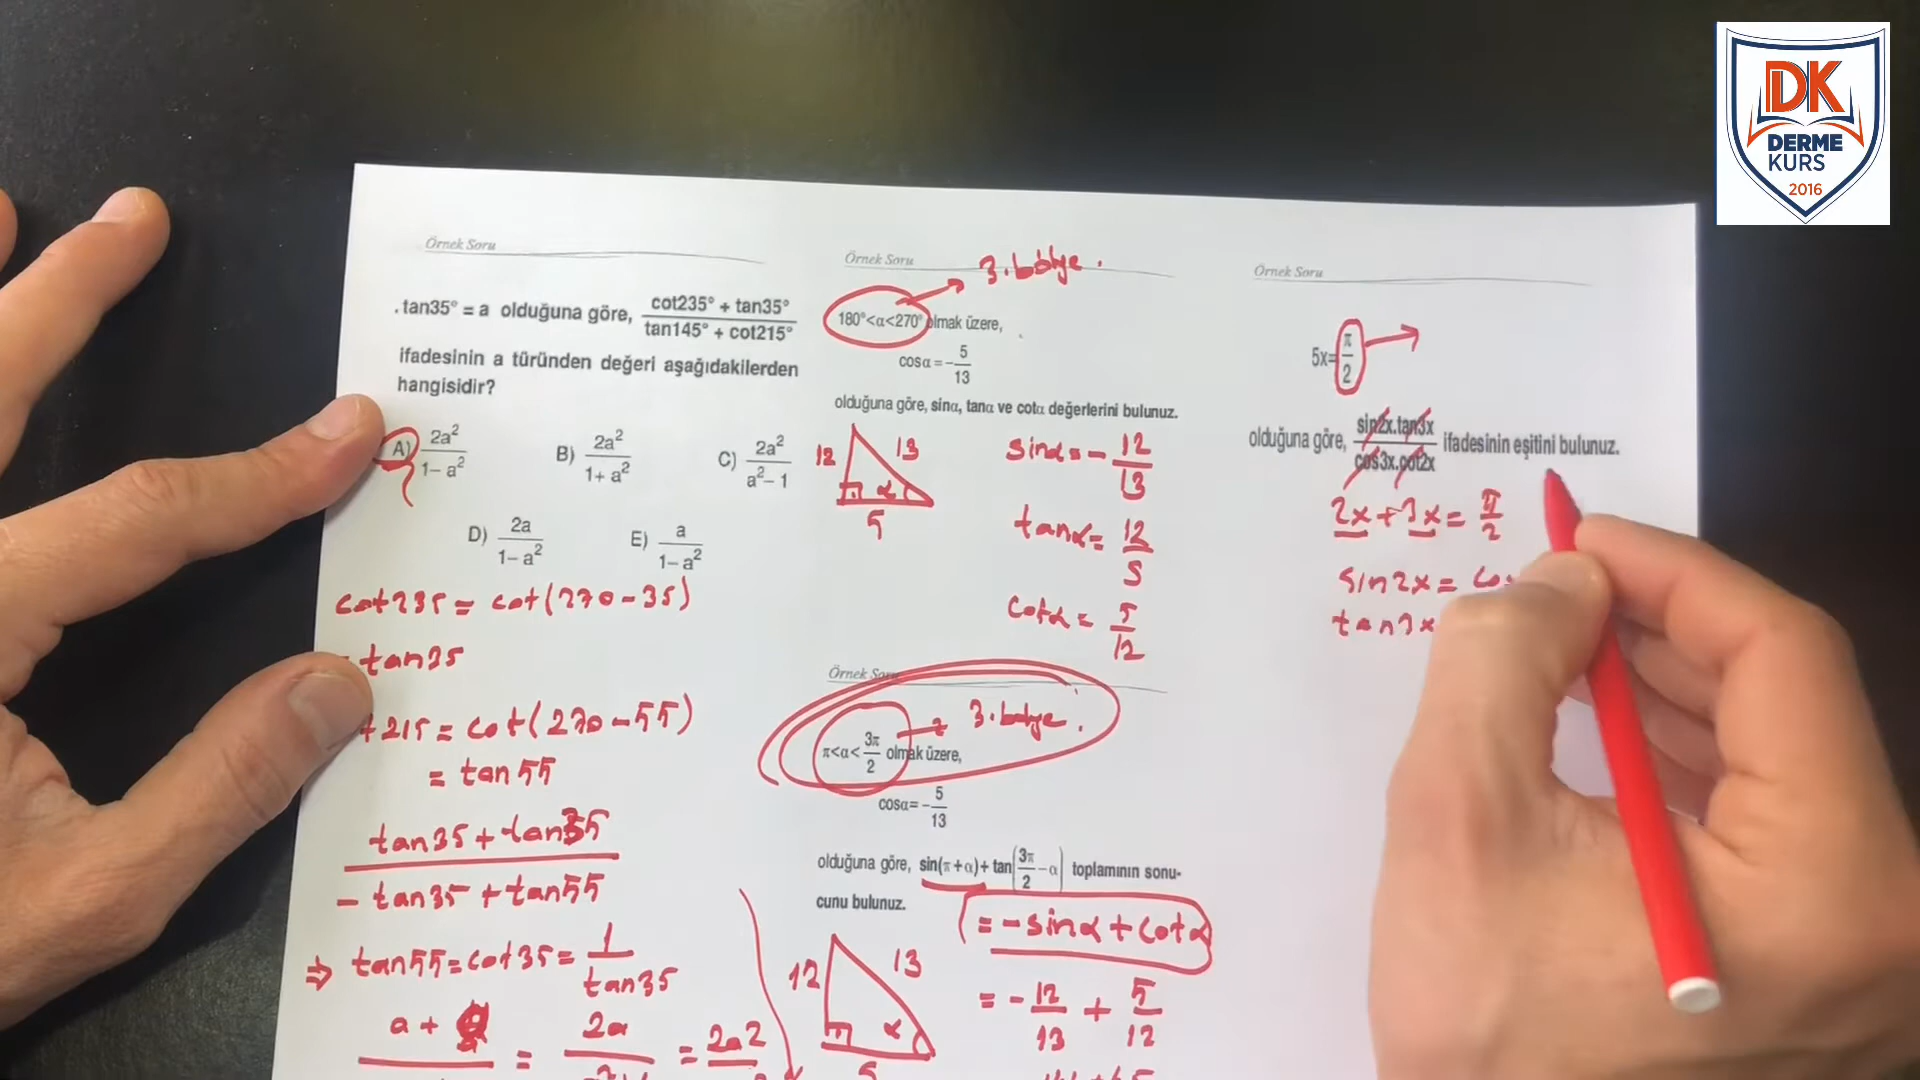 DK
DERME
KURS
2016
Örnek Soru
. tan35° = a olduğuna göre, cot235° + tan35° / tan145° + cot215°
ifadesinin a türünden değeri aşağıdakilerden
hangisidir?
A) 2a² / 1 – a²
B) 2a² / 1+ a²
C) 2a² / a² – 1
D) 2a / 1 – a²
E) a / 1 – a²
cot235 = cot(270-35)
tan35
215 = cot(270-55)
= tan55
tan35 + tan35
- tan35 + tan55
⇒ tan55 = cot35 = 1 / tan35
a +
= 2a
= 2a2
Örnek Soru
3.bölge.
180°<α<270° olmak üzere,
cosα = – 5 / 13
olduğuna göre, sinα, tanα ve cotα değerlerini bulunuz.
12 13 α 5
sinα = - 12 / 13
tanα = 12 / 5
cotα = 5 / 12
Örnek Soru
3.bölge.
π<α< 3π / 2 olmak üzere,
cosα= – 5 / 13
olduğuna göre, sin(π+α)+ tan(3π / 2 – α) toplamının sonu-
cunu bulunuz.
= -sinα + cotα
12 13 α 5
= - 12 / 13 + 5 / 12
Örnek Soru
5x= π / 2
olduğuna göre, sin2x.tan3x / cos3x.cot2x ifadesinin eşitini bulunuz.
2x + 3x = π / 2
sin2x =
tan3x